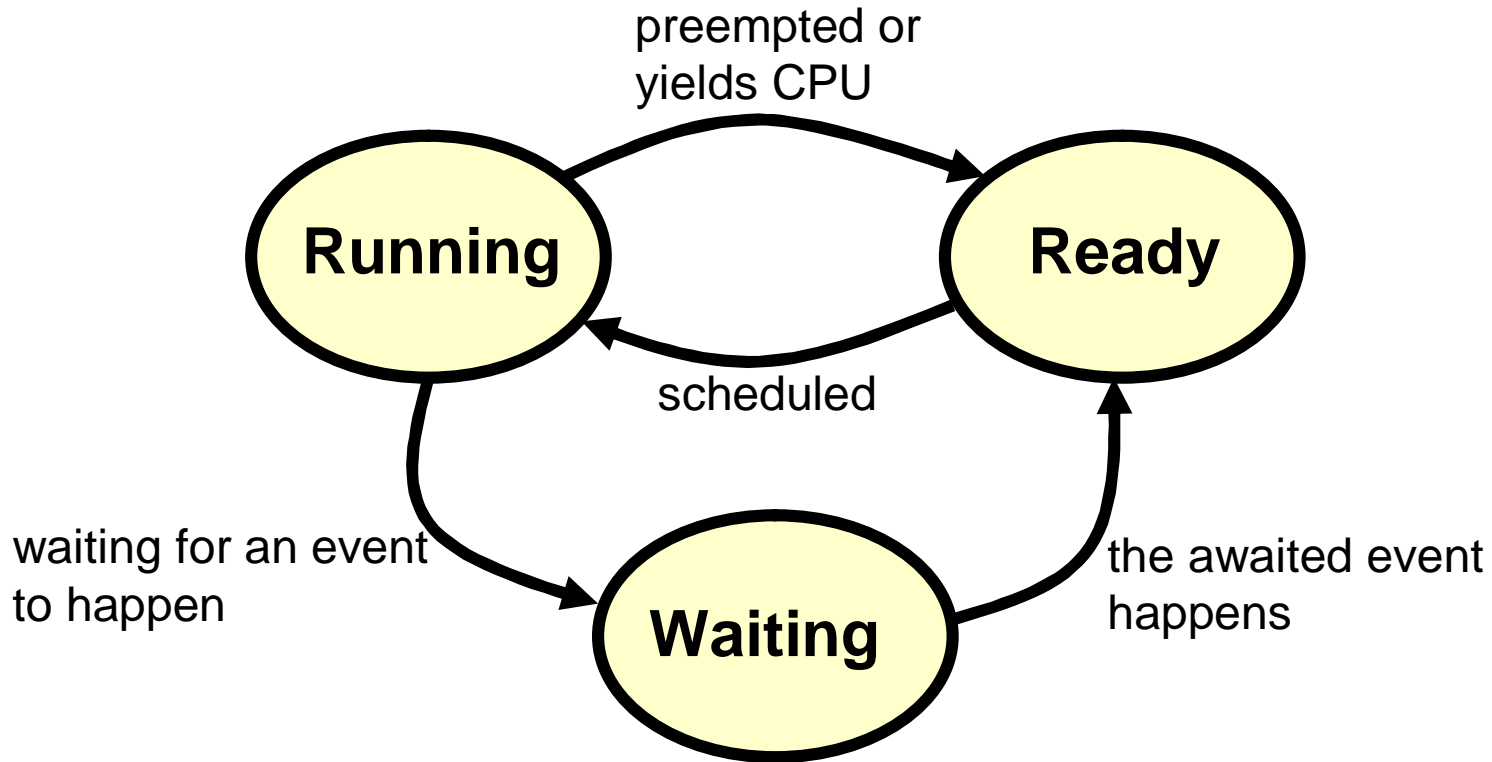 preempted or
yields CPU
Running
Ready
scheduled
waiting for an event
to happen
the awaited event
happens
Waiting